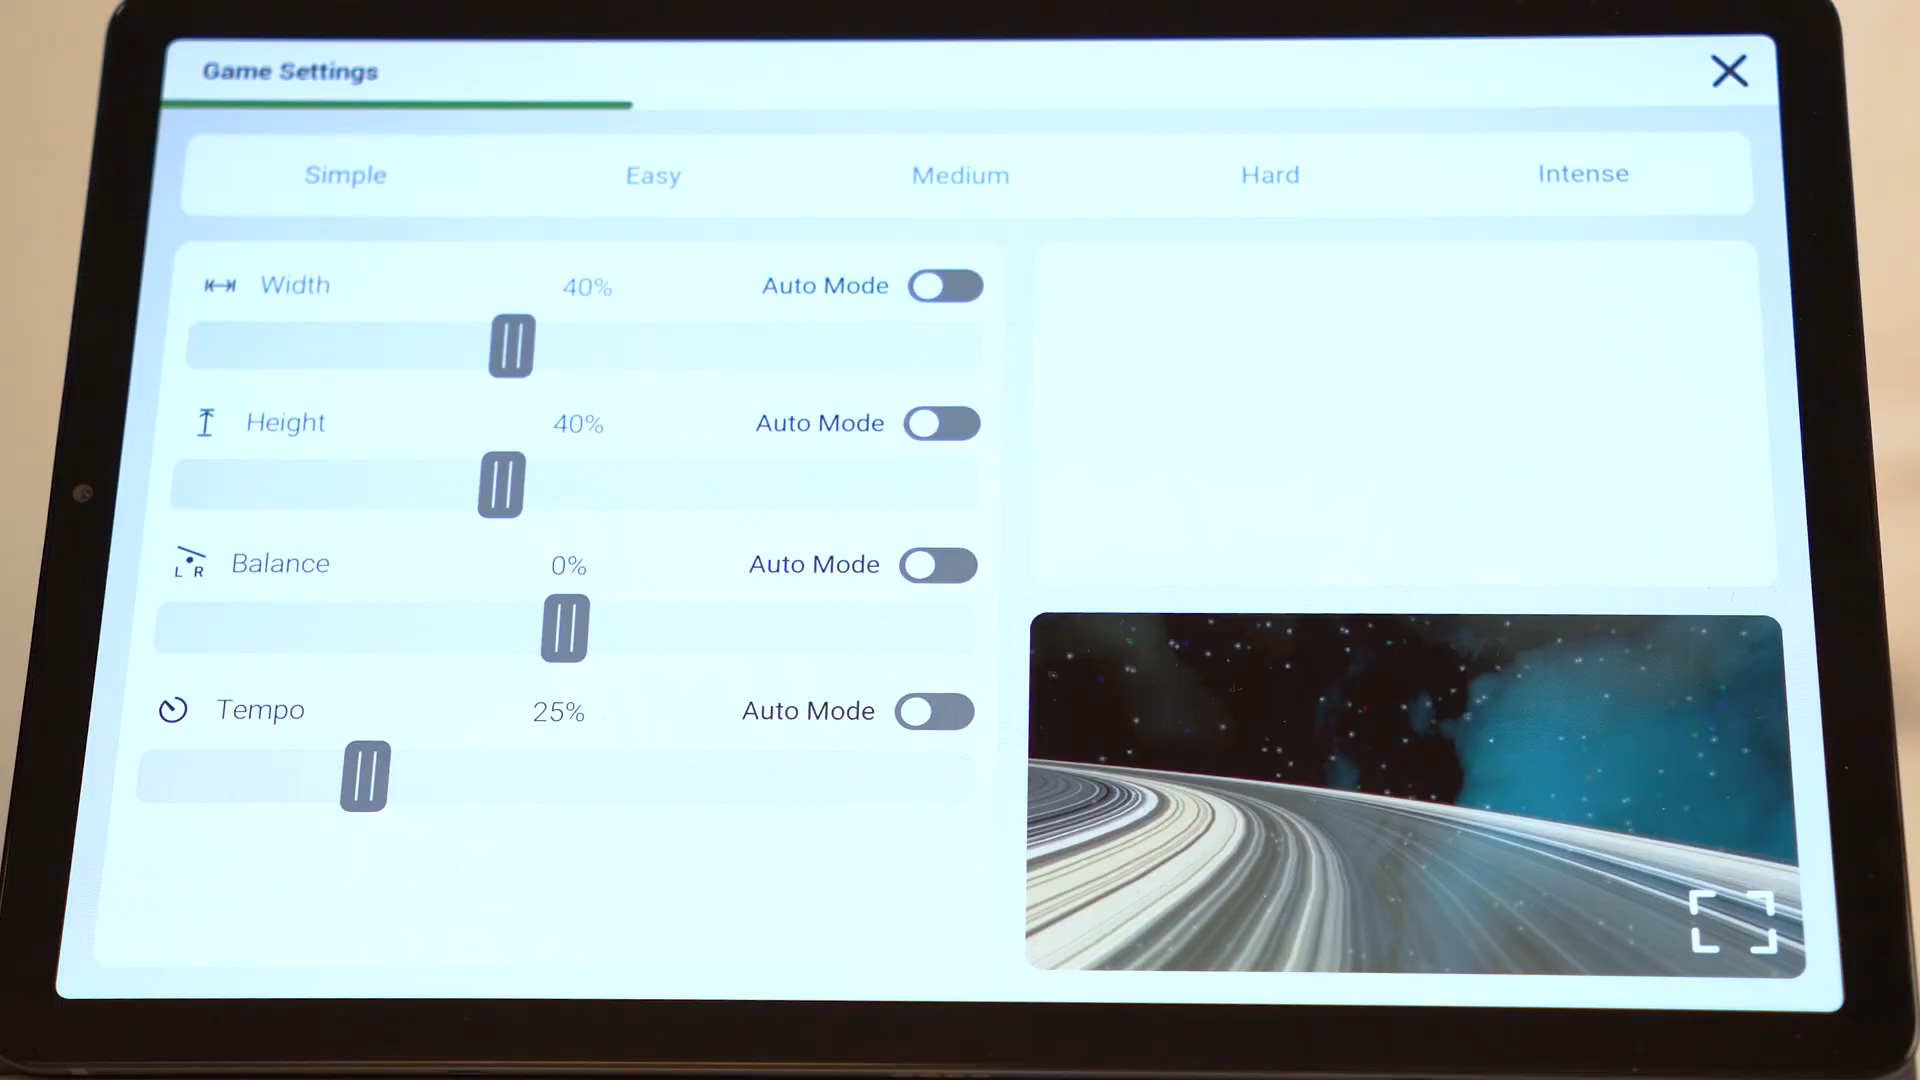 Game Settings
Simple Easy Medium Hard Intense
Width 40% Auto Mode
Height 40% Auto Mode
L R Balance 0% Auto Mode
Tempo 25% Auto Mode